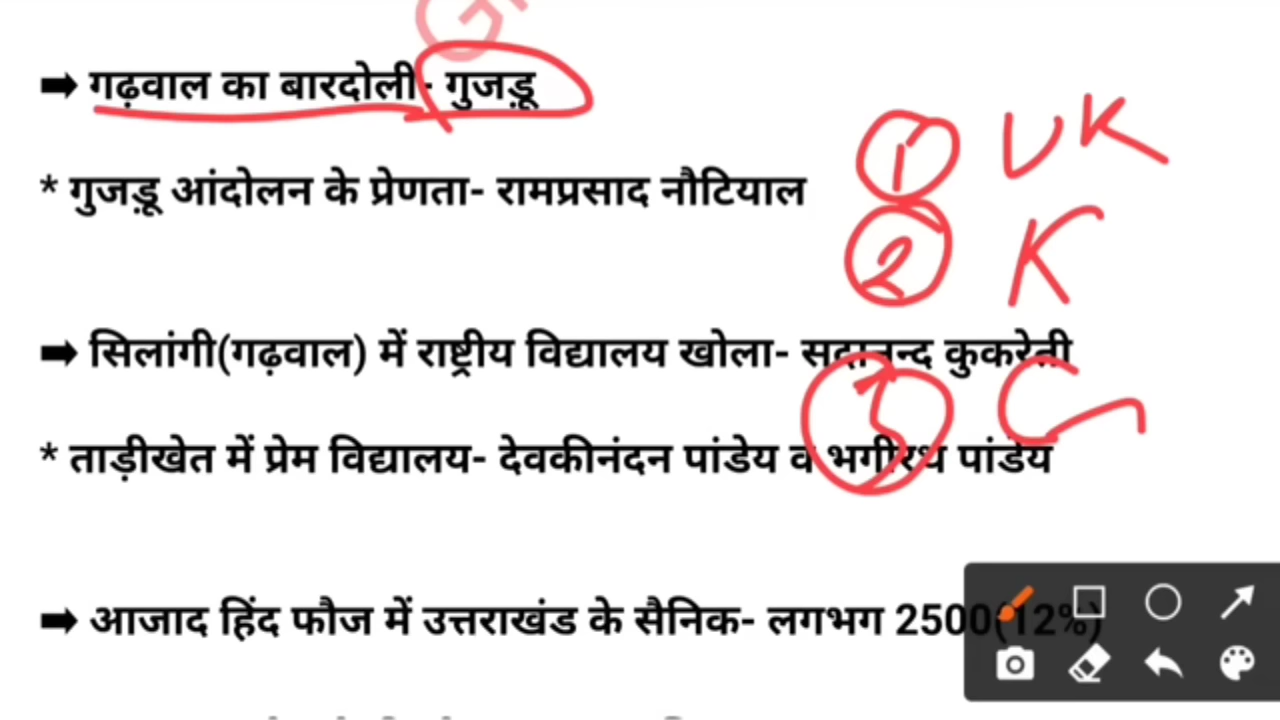 ➡ गढ़वाल का बारदोली- गुजड़ू
* गुजड़ू आंदोलन के प्रेणता- रामप्रसाद नौटियाल
1 UK
2 K
➡ सिलांगी(गढ़वाल) में राष्ट्रीय विद्यालय खोला- सदानन्द कुकरेती
3 G
* ताड़ीखेत में प्रेम विद्यालय- देवकीनंदन पांडेय व भगीरथ पांडेय
➡ आजाद हिंद फौज में उत्तराखंड के सैनिक- लगभग 2500(12%)